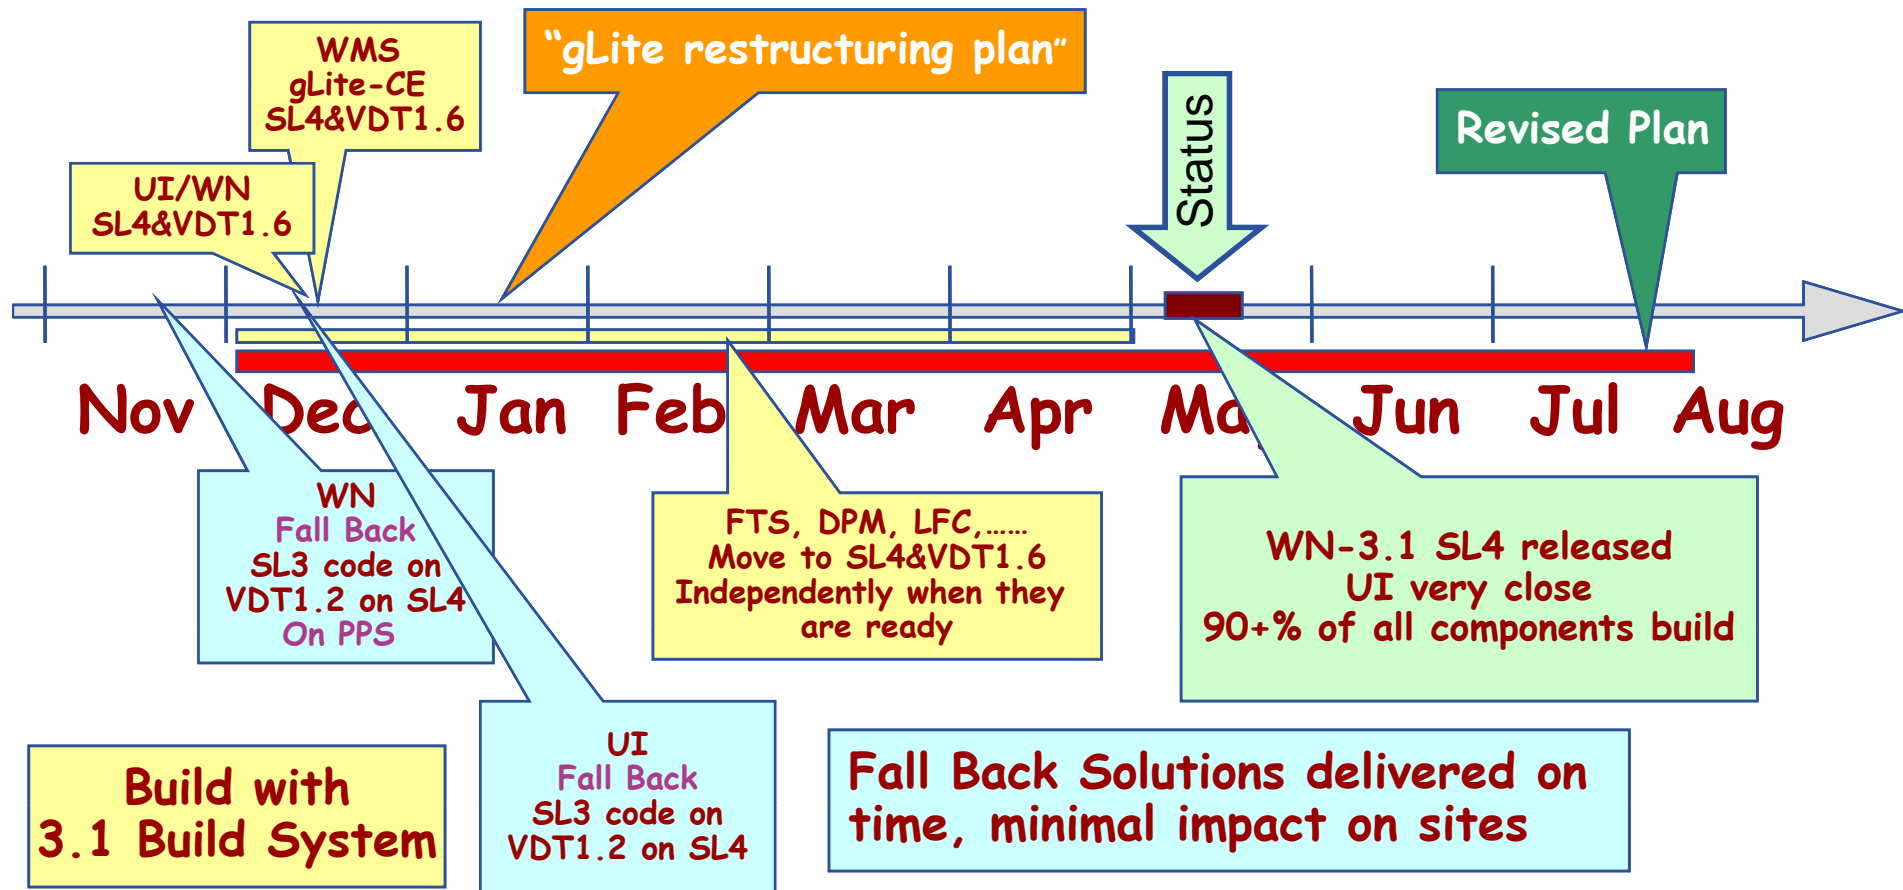 WMS
gLite-CE
SL4&VDT1.6
“gLite restructuring plan”
Status
Revised Plan
UI/WN
SL4&VDT1.6
Nov Dec Jan Feb Mar Apr May Jun Jul Aug
WN
Fall Back
SL3 code on
VDT1.2 on SL4
On PPS
FTS, DPM, LFC,……
Move to SL4&VDT1.6
Independently when they
are ready
WN-3.1 SL4 released
UI very close
90+% of all components build
UI
Fall Back
SL3 code on
VDT1.2 on SL4
Build with
3.1 Build System
Fall Back Solutions delivered on
time, minimal impact on sites